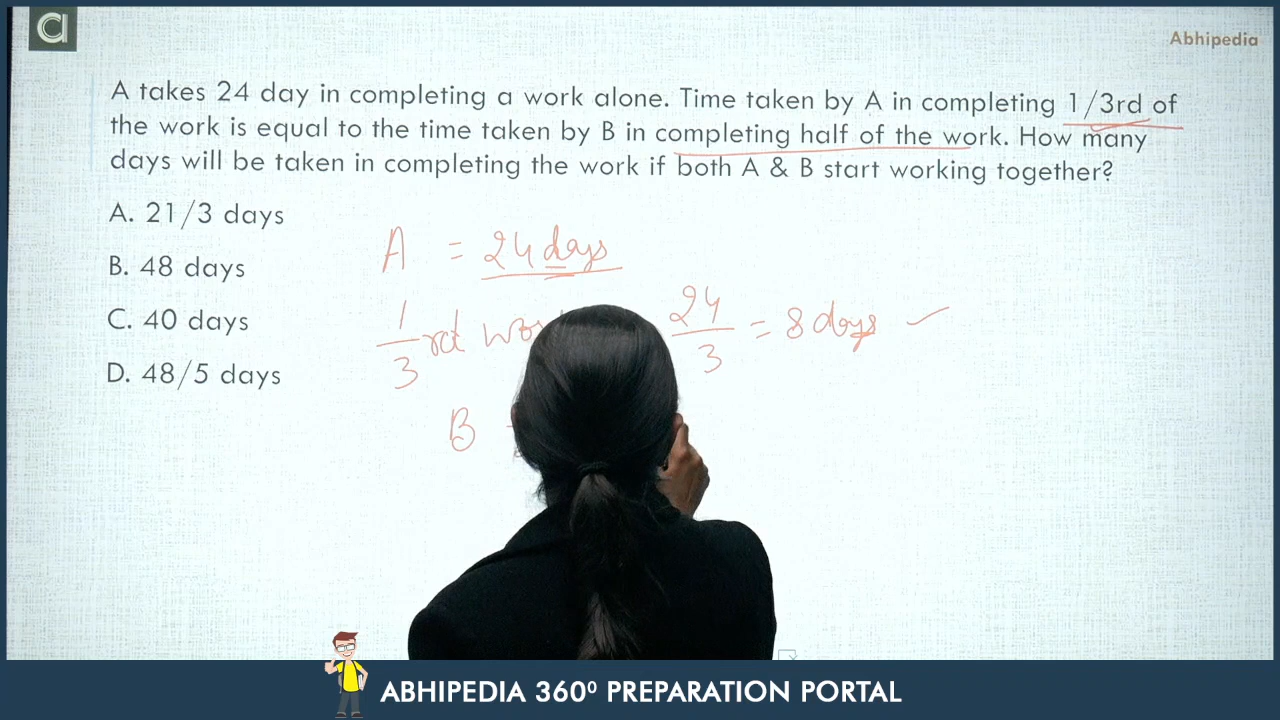 Abhipedia
A takes 24 day in completing a work alone. Time taken by A in completing 1/3rd of
the work is equal to the time taken by B in completing half of the work. How many
days will be taken in completing the work if both A & B start working together?
A. 21/3 days
B. 48 days
C. 40 days
D. 48/5 days
A = 24 days
1/3 rd 24/3 = 8 days ✓
B
ABHIPEDIA 360⁰ PREPARATION PORTAL